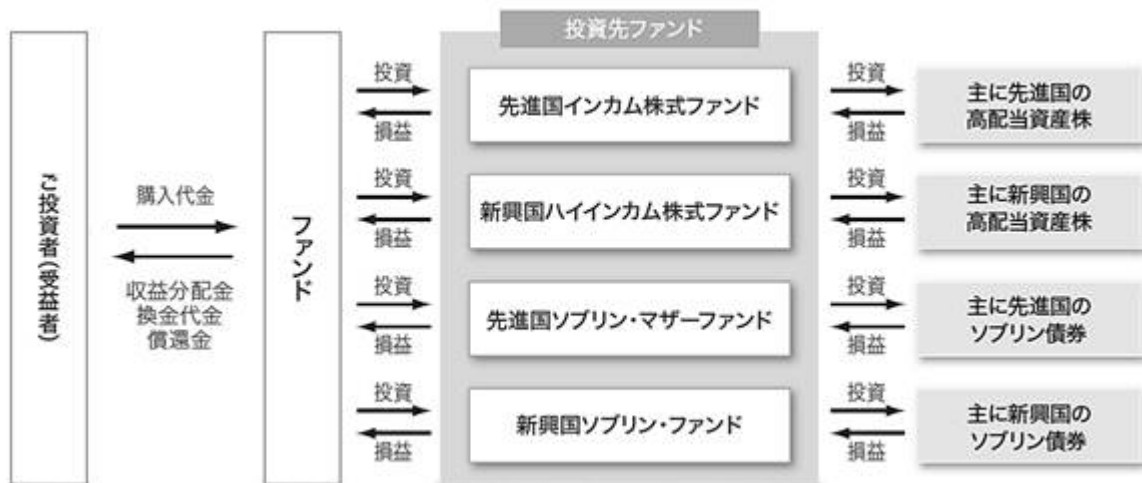 投資先ファンド
ご投資者(受益者)
購入代金
収益分配金
換金代金
償還金
ファンド
投資
損益
先進国インカム株式ファンド
投資
損益
主に先進国の
高配当資産株
投資
損益
新興国ハイインカム株式ファンド
投資
損益
主に新興国の
高配当資産株
投資
損益
先進国ソブリン・マザーファンド
投資
損益
主に先進国の
ソブリン債券
投資
損益
新興国ソブリン・ファンド
投資
損益
主に新興国の
ソブリン債券